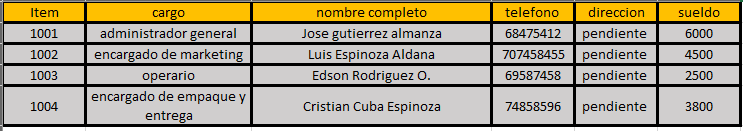 Item cargo nombre completo telefono direccion sueldo
1001 administrador general Jose gutierrez almanza 68475412 pendiente 6000
1002 encargado de marketing Luis Espinoza Aldana 707458455 pendiente 4500
1003 operario Edson Rodriguez O. 69587458 pendiente 2500
1004 encargado de empaque y entrega Cristian Cuba Espinoza 74858596 pendiente 3800